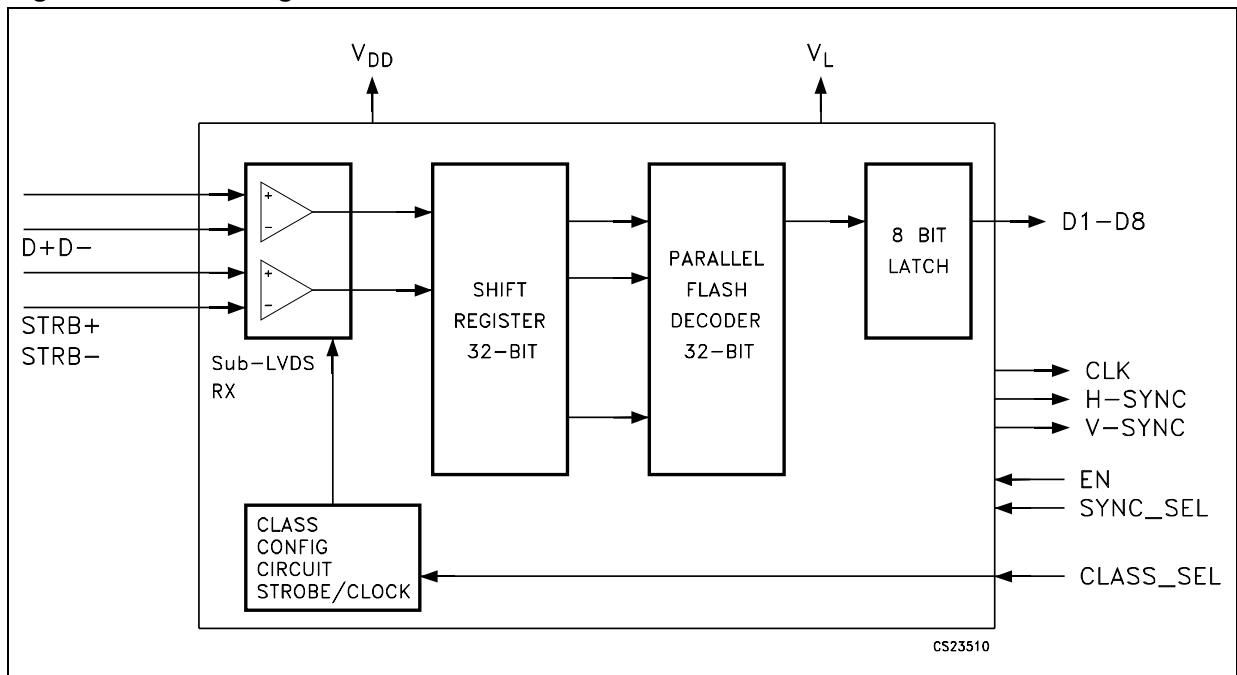 V_DD
V_L
+
-
+
-
D+D-
STRB+
STRB-
Sub-LVDS
RX
SHIFT
REGISTER
32-BIT
PARALLEL
FLASH
DECODER
32-BIT
8 BIT
LATCH
D1-D8
CLK
H-SYNC
V-SYNC
EN
SYNC_SEL
CLASS_SEL
CLASS
CONFIG
CIRCUIT
STROBE/CLOCK
CS23510